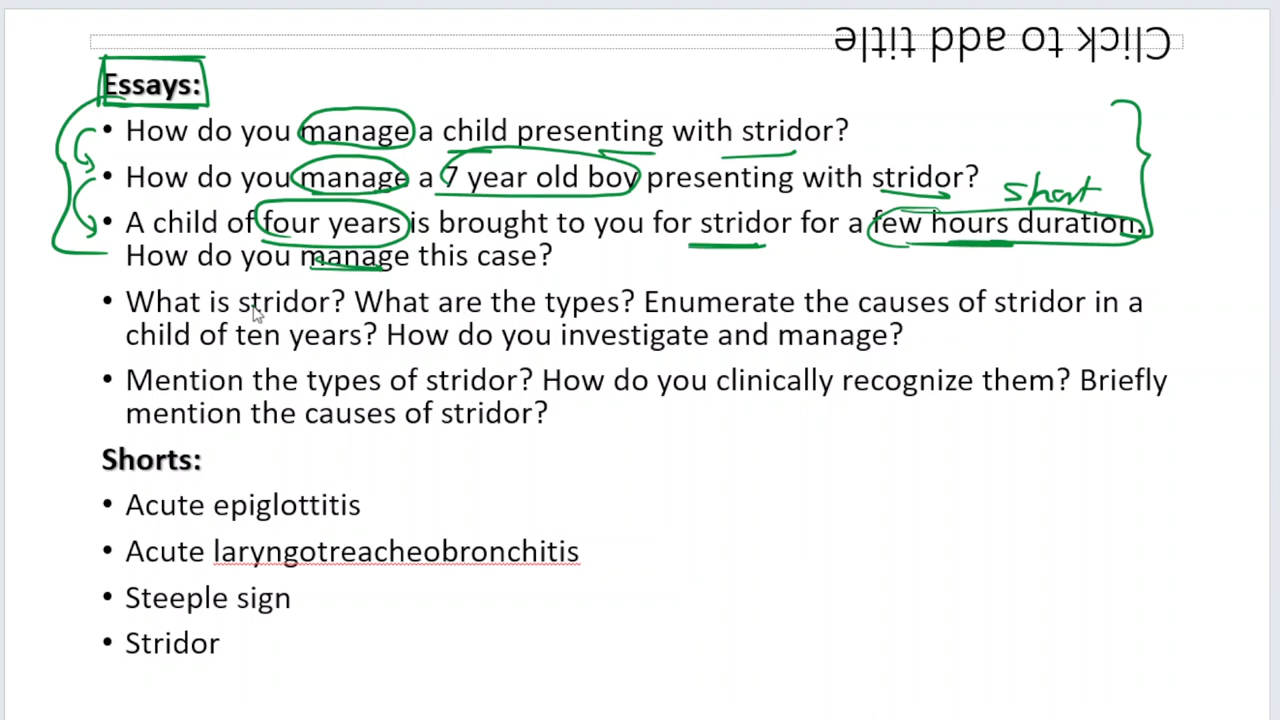 Click to add title
Essays:
• How do you manage a child presenting with stridor?
• How do you manage a 7 year old boy presenting with stridor?
short
• A child of four years is brought to you for stridor for a few hours duration.
How do you manage this case?
• What is stridor? What are the types? Enumerate the causes of stridor in a
child of ten years? How do you investigate and manage?
• Mention the types of stridor? How do you clinically recognize them? Briefly
mention the causes of stridor?
Shorts:
• Acute epiglottitis
• Acute laryngotreacheobronchitis
• Steeple sign
• Stridor